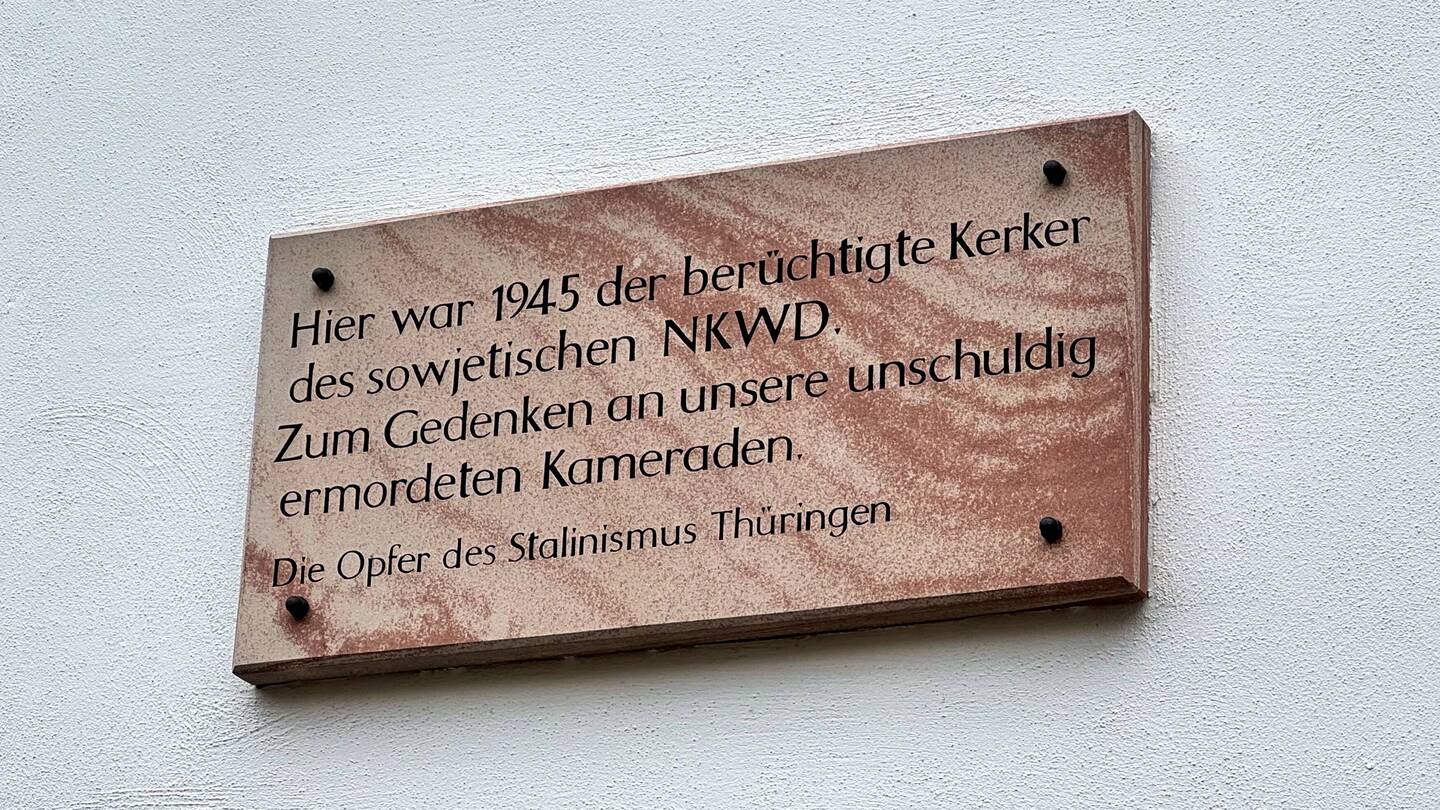 Hier war 1945 der berüchtigte Kerker
des sowjetischen NKWD.
Zum Gedenken an unsere unschuldig
ermordeten Kameraden.
Die Opfer des Stalinismus Thüringen